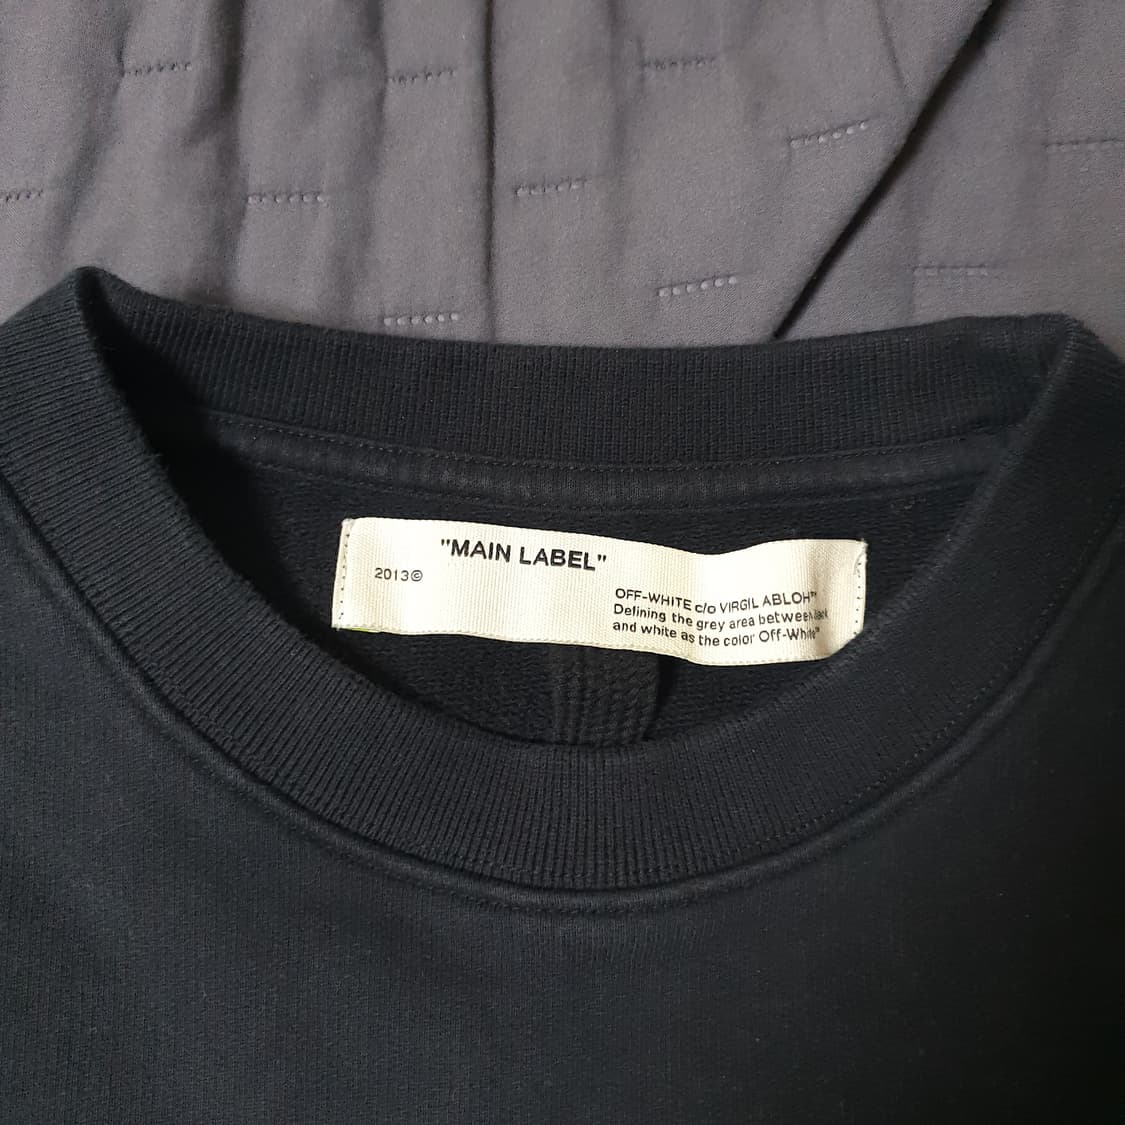 "MAIN LABEL"
2013©
OFF-WHITE c/o VIRGIL ABLOH™
Defining the grey area between black
and white as the color Off-White"